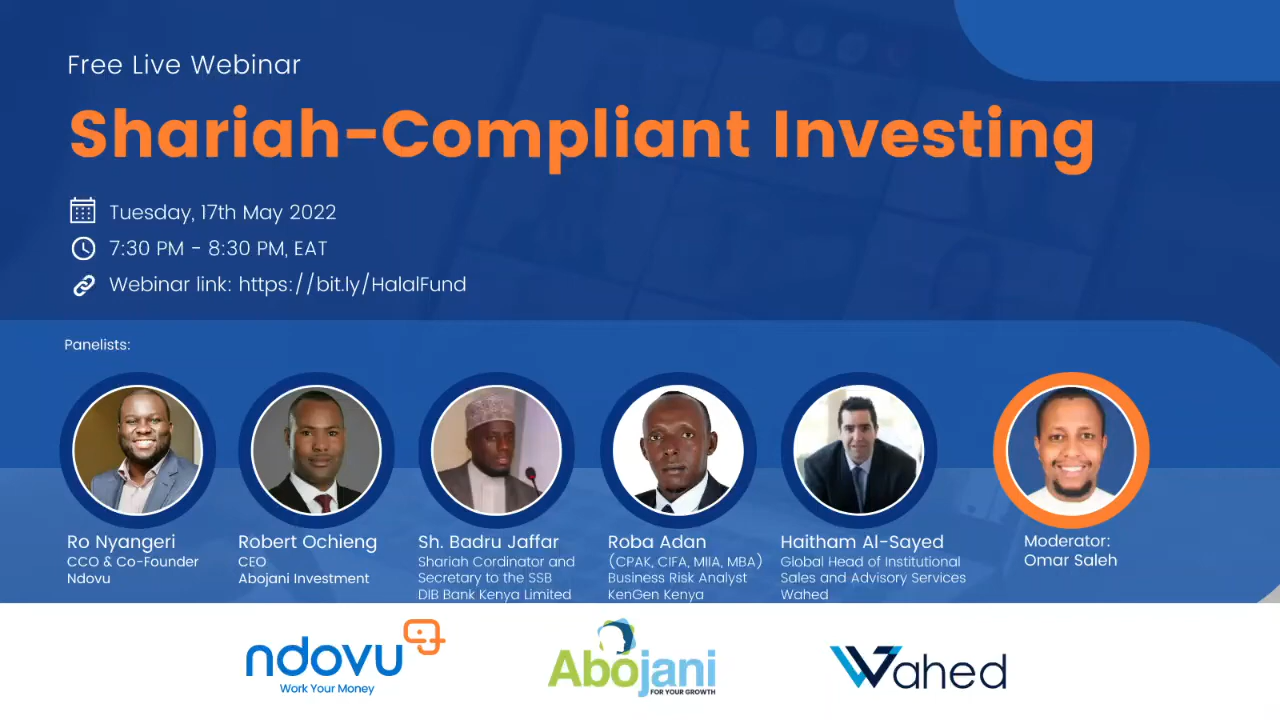 Free Live Webinar
Shariah-Compliant Investing
Tuesday, 17th May 2022
7:30 PM - 8:30 PM, EAT
Webinar link: https://bit.ly/HalalFund
Panelists:
Ro Nyangeri
CCO & Co-Founder
Ndovu
Robert Ochieng
CEO
Abojani Investment
Sh. Badru Jaffar
Shariah Cordinator and
Secretary to the SSB
DIB Bank Kenya Limited
Roba Adan
(CPAK, CIFA, MIIA, MBA)
Business Risk Analyst
KenGen Kenya
Haitham Al-Sayed
Global Head of Institutional
Sales and Advisory Services
Wahed
Moderator:
Omar Saleh
ndovu
Work Your Money
Abojani
FOR YOUR GROWTH
Wahed